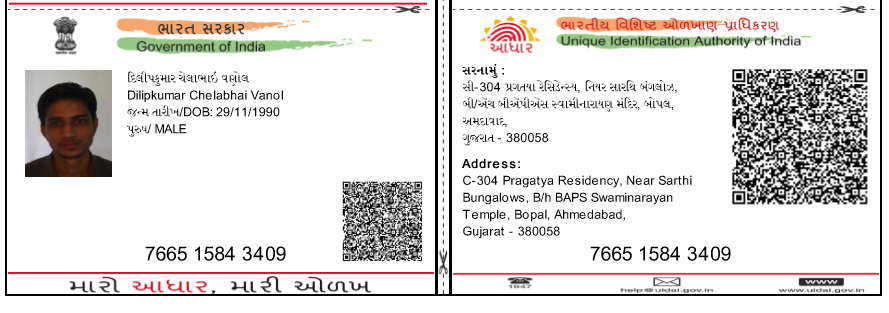 ભારત સરકાર
Government of India
દિલીપકુમાર ચેલાભાઇ વણોલ
Dilipkumar Chelabhai Vanol
જન્મ તારીખ/DOB: 29/11/1990
પુરુષ/ MALE
7665 1584 3409
મારો આધાર, મારી ઓળખ
ભારતીય વિશિષ્ટ ઓળખાણ પ્રાધિકરણ
Unique Identification Authority of India
આધાર
સરનામું :
સી-304 પ્રગત્યા રેસિડેન્સ્ય, નિયર સારથિ બંગલોઝ,
બી/એચ બીએપીએસ સ્વામીનારાયણ મંદિર, બોપલ,
અમદાવાદ,
ગુજરાત - 380058
Address:
C-304 Pragatya Residency, Near Sarthi
Bungalows, B/h BAPS Swaminarayan
Temple, Bopal, Ahmedabad,
Gujarat - 380058
7665 1584 3409
1947
help@uidai.gov.in
www
www.uidai.gov.in